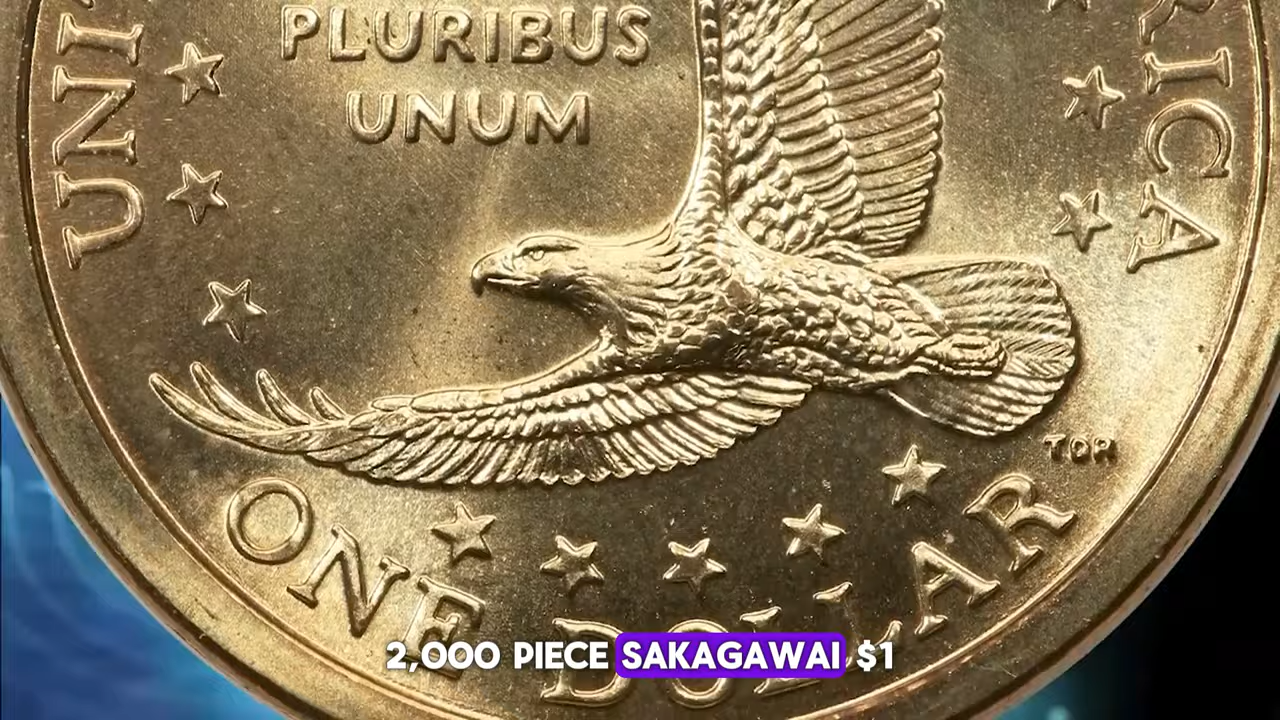 PLURIBUS
UNUM
UNI
RICA
TDR
ONE DOLLAR
2,000 PIECE SAKAGAWAI $1